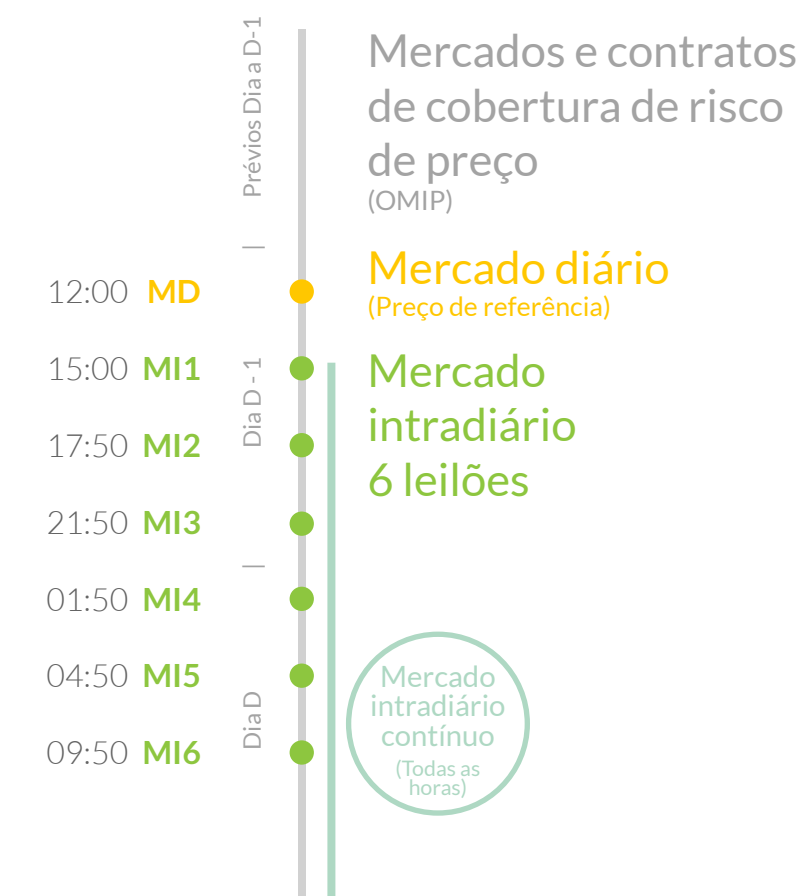 Prévios Dia a D-1
Mercados e contratos
de cobertura de risco
de preço
(OMIP)
12:00 MD
Mercado diário
(Preço de referência)
Dia D - 1
15:00 MI1
17:50 MI2
21:50 MI3
Mercado
intradiário
6 leilões
Dia D
01:50 MI4
04:50 MI5
09:50 MI6
Mercado
intradiário
contínuo
(Todas as
horas)